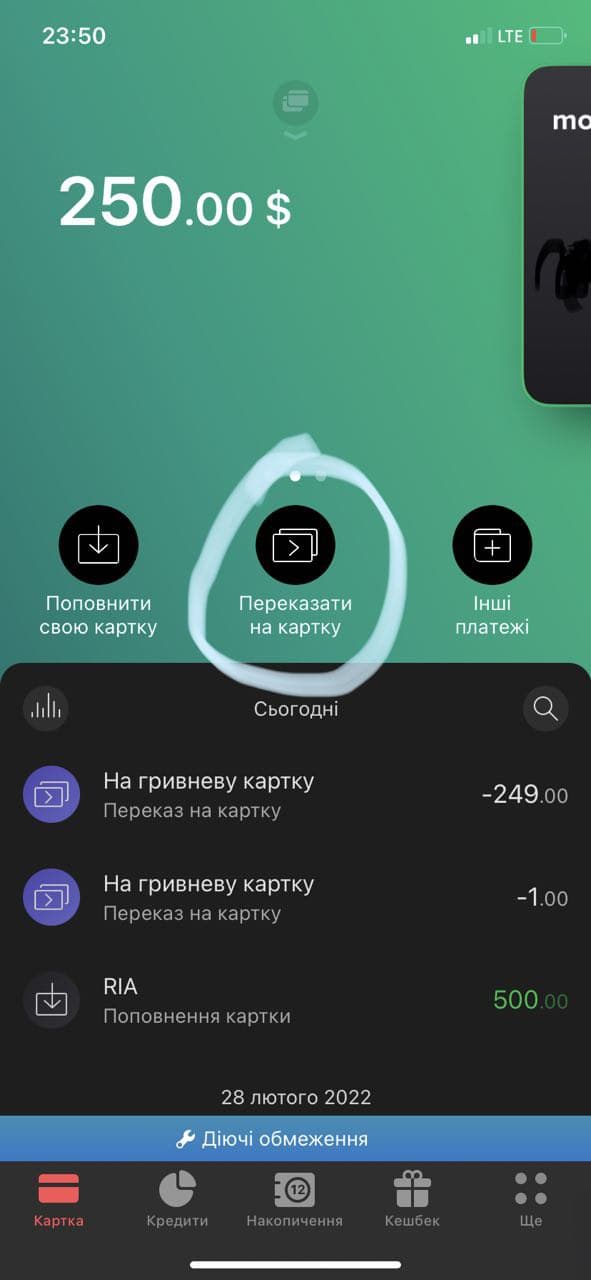 23:50
LTE
mo
250.00 $
Поповнити
свою картку
Переказати
на картку
Інші
платежі
Сьогодні
На гривневу картку
-249.00
Переказ на картку
На гривневу картку
-1.00
Переказ на картку
RIA
500.00
Поповнення картки
28 лютого 2022
Діючі обмеження
12
Картка
Кредити
Накопичення
Кешбек
Ще